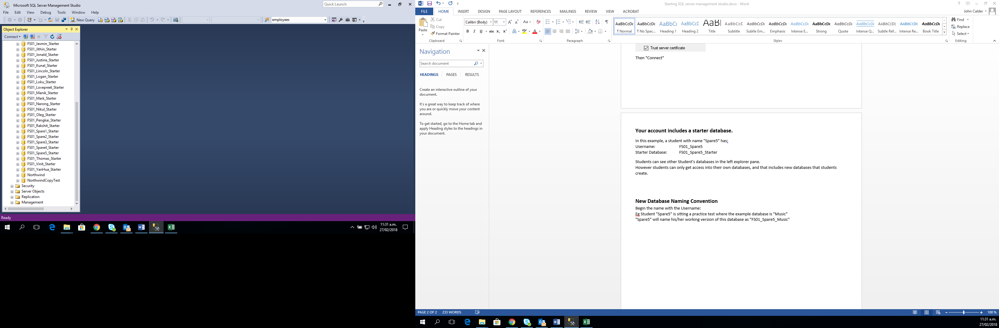 Microsoft SQL Server Management Studio
Quick Launch
File Edit View Debug Tools Window Help
New Query
employees
Object Explorer
Connect
FS01_Jasmin_Starter
FS01_Jithin_Starter
FS01_Jonald_Starter
FS01_Justine_Starter
FS01_Kunal_Starter
FS01_Lincoln_Starter
FS01_Logan_Starter
FS01_Loku_Starter
FS01_Lovepreet_Starter
FS01_Manik_Starter
FS01_Mark_Starter
FS01_Narong_Starter
FS01_Nikul_Starter
FS01_Oleg_Starter
FS01_Pengkai_Starter
FS01_Rakshit_Starter
FS01_Spare1_Starter
FS01_Spare2_Starter
FS01_Spare3_Starter
FS01_Spare4_Starter
FS01_Spare5_Starter
FS01_Thomas_Starter
FS01_Vinit_Starter
FS01_YanHua_Starter
Northwind
NorthwindCopyTest
Security
Server Objects
Replication
Management
Ready
11:31 a.m.
27/02/2018
Starting SQL server management studio.docx - Word
FILE HOME INSERT DESIGN PAGE LAYOUT REFERENCES MAILINGS REVIEW VIEW ACROBAT
John Calder
Paste
Cut
Copy
Format Painter
Clipboard
Calibri (Body) 11
Font
Paragraph
AaBbCcDc AaBbCcDc AaBbC( AaBbCcC AaBl AaBbCcC AaBbCcDc AaBbCcDc AaBbCcDc AaBbCcDc AaBbCcDc AaBbCcDc AABBCCDC AABBCCDC AaBbCcDc
¶ Normal ¶ No Spac... Heading 1 Heading 2 Title Subtitle Subtle Em... Emphasis Intense E... Strong Quote Intense Q... Subtle Ref... Intense Re... Book Title
Styles
Find
Replace
Select
Editing
Navigation
Search document
HEADINGS PAGES RESULTS
Create an interactive outline of your
document.
It's a great way to keep track of where
you are or quickly move your content
around.
To get started, go to the Home tab and
apply Heading styles to the headings in
your document.
Trust server certificate
Then "Connect"
Your account includes a starter database.
In this example, a student with name "Spare5" has:
Username: FS01_Spare5
Starter Database: FS01_Spare5_Starter
Students can see other Student's databases in the left explorer pane.
However students can only get access into their own databases, and that includes new databases that students
create.
New Database Naming Convention
Begin the name with the Username:
Eg Student "Spare5" is sitting a practice test where the example database is "Music"
"Spare5" will name his/her working version of this database as "FS01_Spare5_Music"
PAGE 2 OF 2 233 WORDS
100 %
11:31 a.m.
27/02/2018